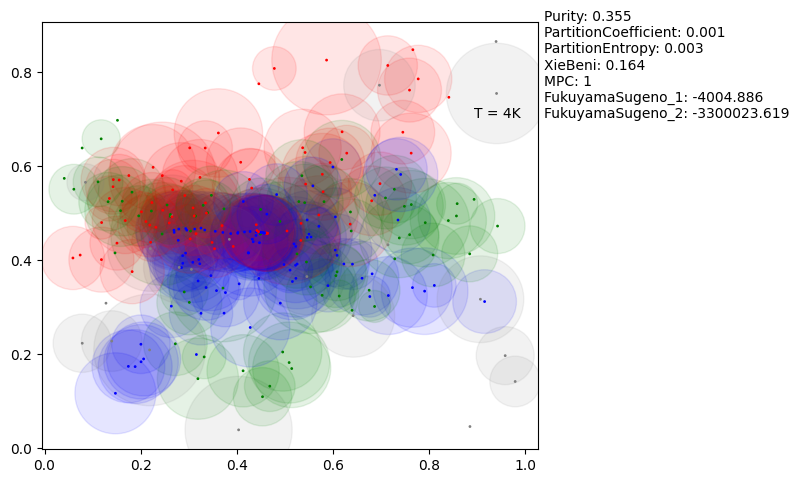 Purity: 0.355
PartitionCoefficient: 0.001
PartitionEntropy: 0.003
XieBeni: 0.164
MPC: 1
FukuyamaSugeno_1: -4004.886
FukuyamaSugeno_2: -3300023.619
T = 4K
0.8
0.6
0.4
0.2
0.0
0.0 0.2 0.4 0.6 0.8 1.0